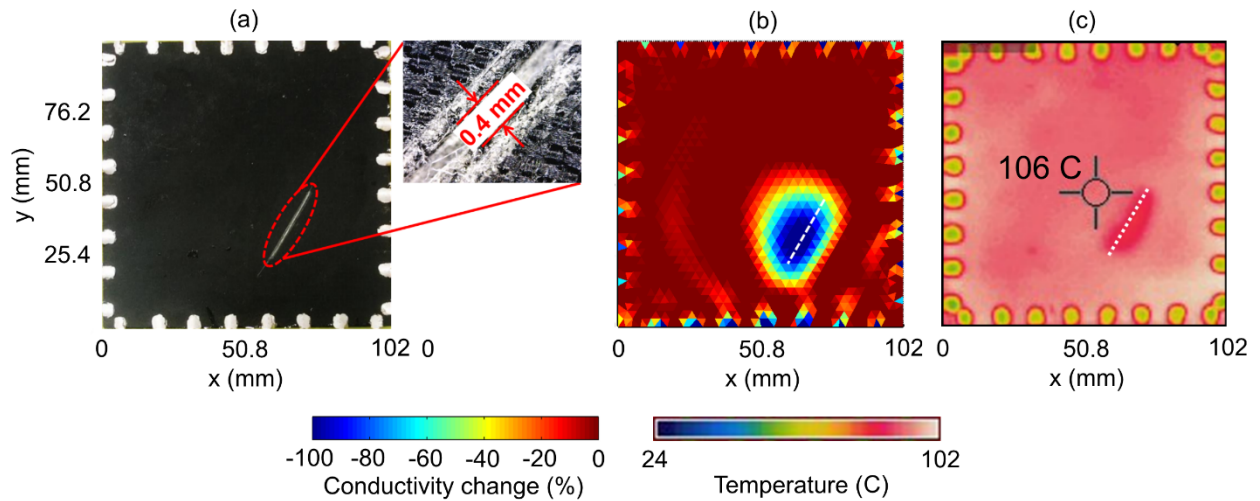 (a)
(b)
(c)
y (mm)
76.2
50.8
25.4
0.4 mm
106 C
0
50.8
102
0
0
50.8
102
0
50.8
102
x (mm)
x (mm)
x (mm)
-100
-80
-60
-40
-20
0
Conductivity change (%)
24
102
Temperature (C)